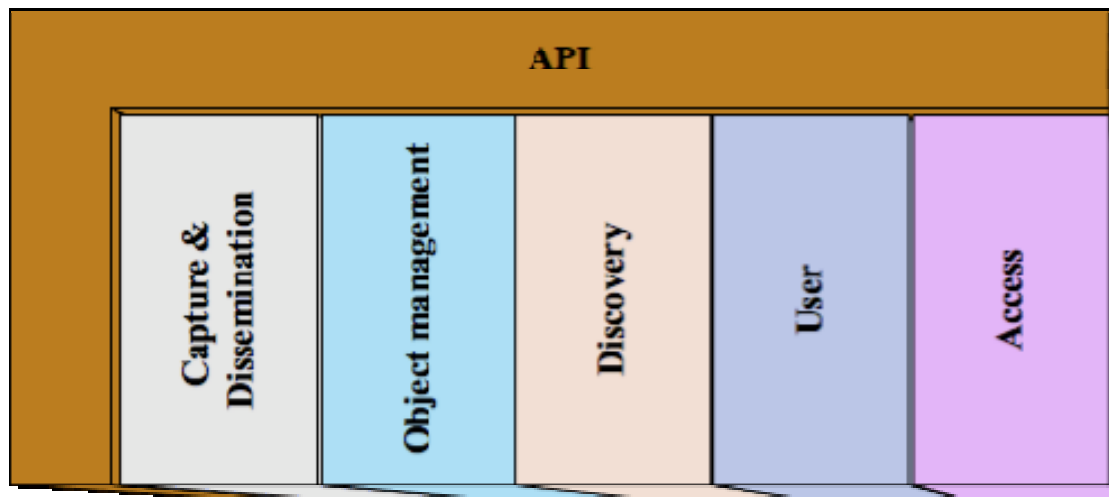 API
Capture &
Dissemination
Object management
Discovery
User
Access